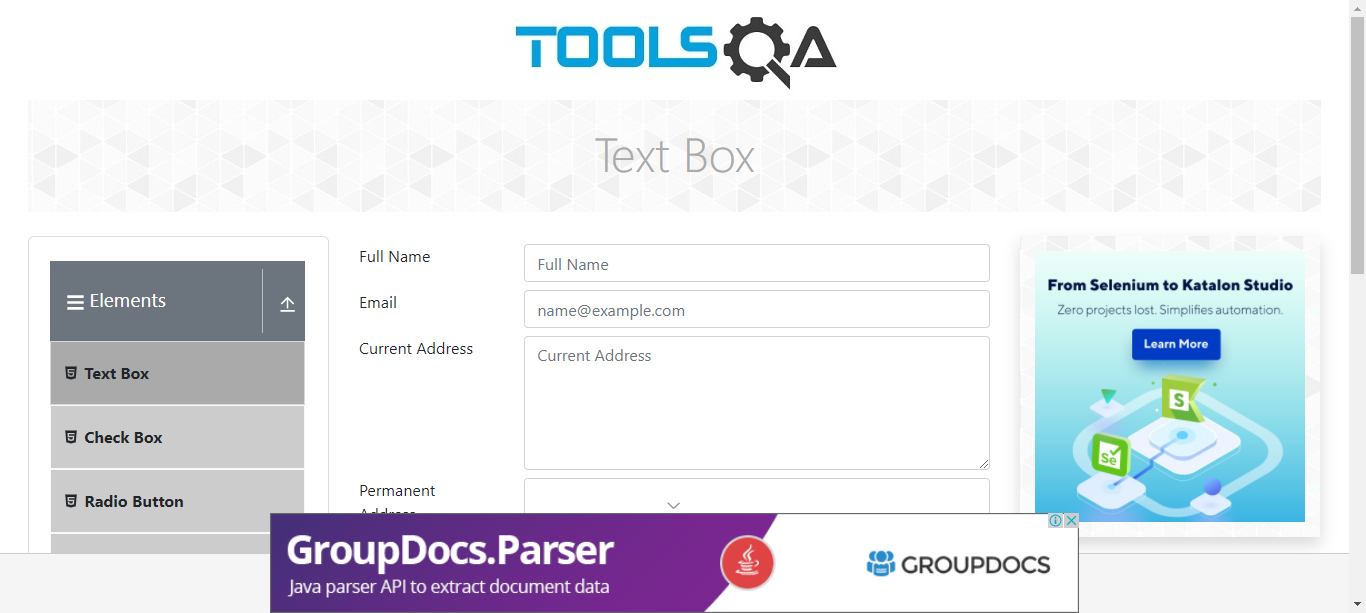 TOOLSQA
Text Box
Elements
Text Box
Check Box
Radio Button
Full Name
Full Name
Email
name@example.com
Current Address
Current Address
Permanent
Address
From Selenium to Katalon Studio
Zero projects lost. Simplifies automation.
Learn More
S
Se
GroupDocs.Parser
Java parser API to extract document data
GROUPDOCS